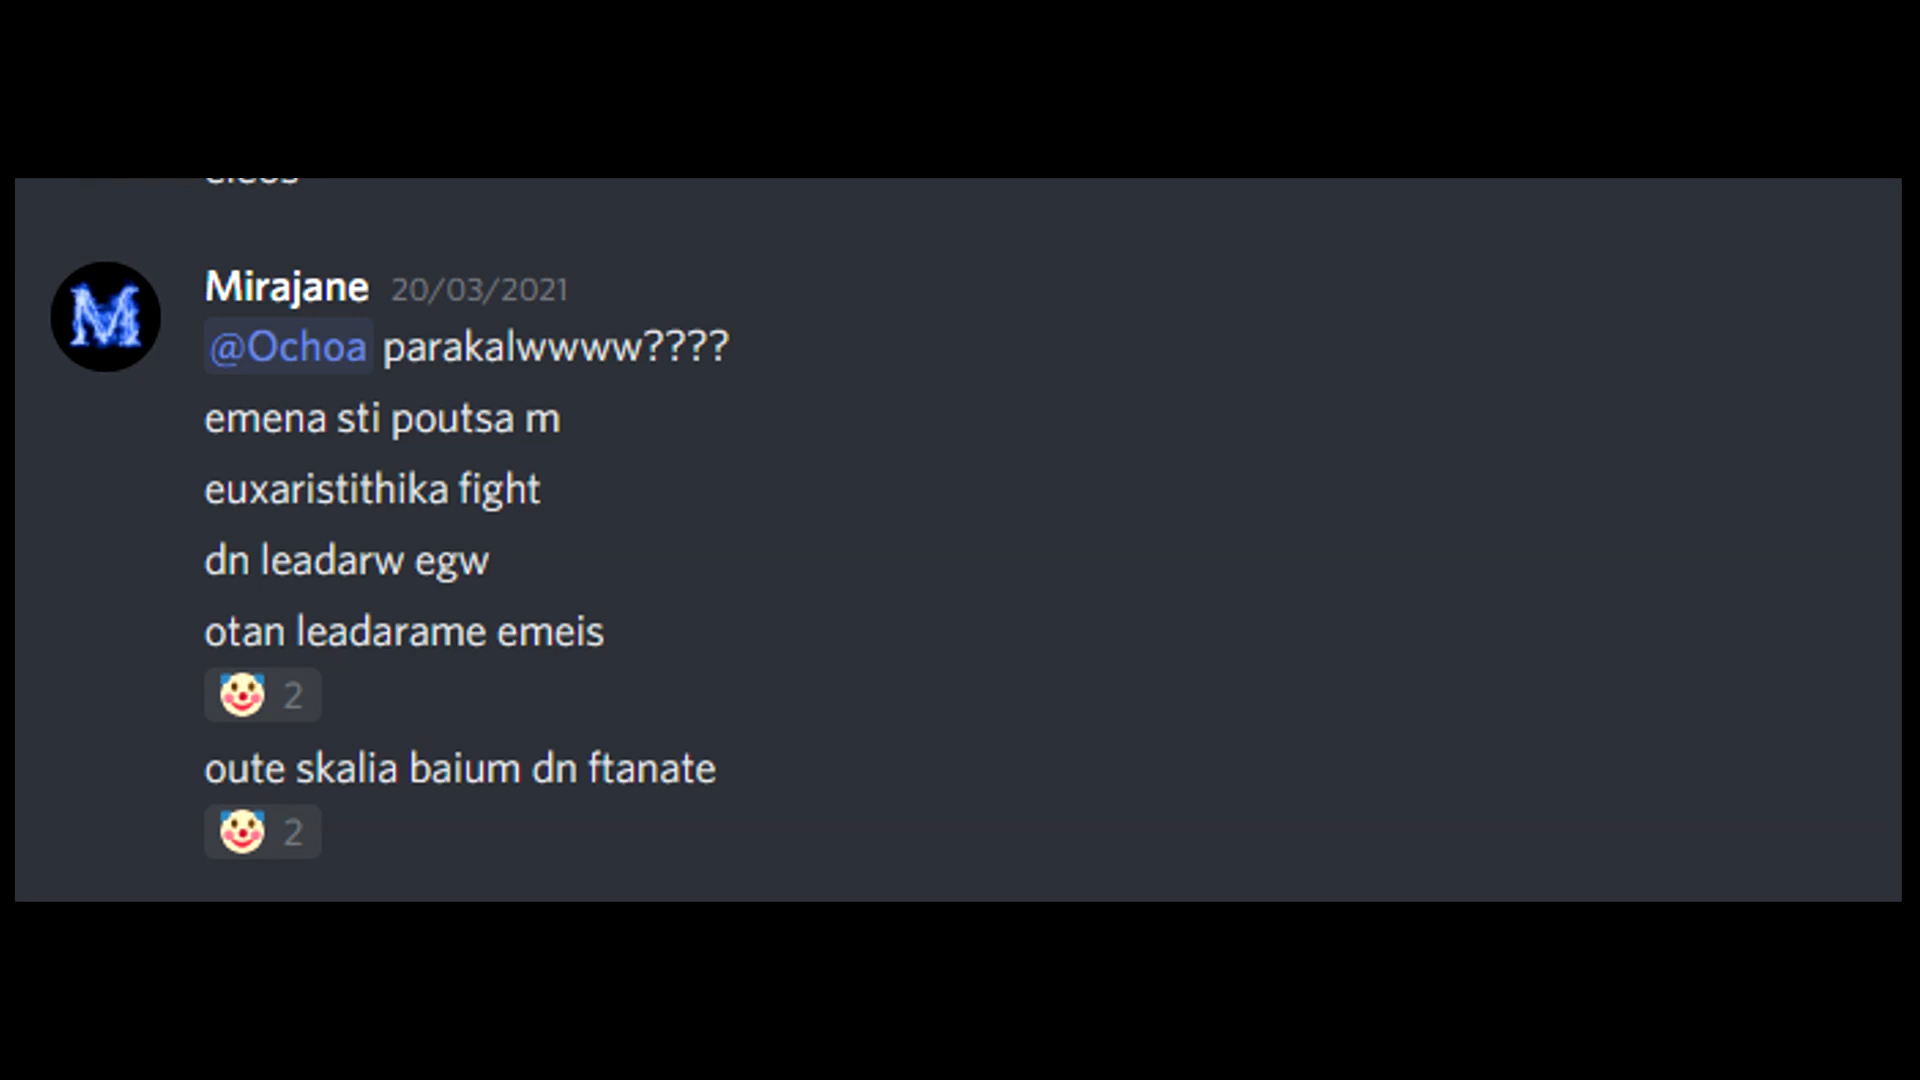 M
Mirajane 20/03/2021
@Ochoa parakalwwww????
emena sti poutsa m
euxaristithika fight
dn leadarw egw
otan leadarame emeis
🤡 2
oute skalia baium dn ftanate
🤡 2